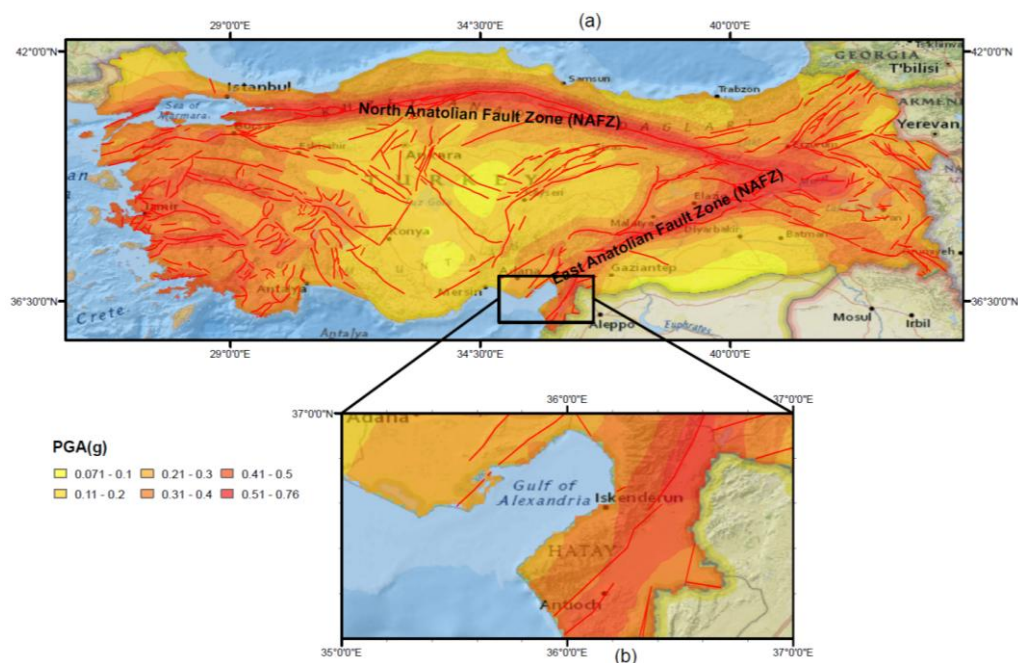 (a)
29°0'0"E 34°30'0"E 40°0'0"E
42°0'0"N 42°0'0"N
GEORGIA
T'bilisi
Istanbul
Samsun
Trabzon
Sea of
Marmara.
ARMEN
Yerevan
North Anatolian Fault Zone (NAFZ)
DAGLARI
Ankara
TURKEY
Izmir
Konya
Malatya
Elazig
Diyarbakir
Batman
East Anatolian Fault Zone (NAFZ)
Antalya
Mersin
Adana
Gaziantep
36°30'0"N 36°30'0"N
Crete.
Antalya
Aleppo
Euphrates
Mosul
Irbil
29°0'0"E 34°30'0"E 40°0'0"E
36°0'0"E 37°0'0"E
37°0'0"N
Adana
PGA(g)
0.071 - 0.1 0.21 - 0.3 0.41 - 0.5
0.11 - 0.2 0.31 - 0.4 0.51 - 0.76
Gulf of
Alexandria
Iskenderun
HATAY
Antioch
35°0'0"E 36°0'0"E 37°0'0"E
(b)